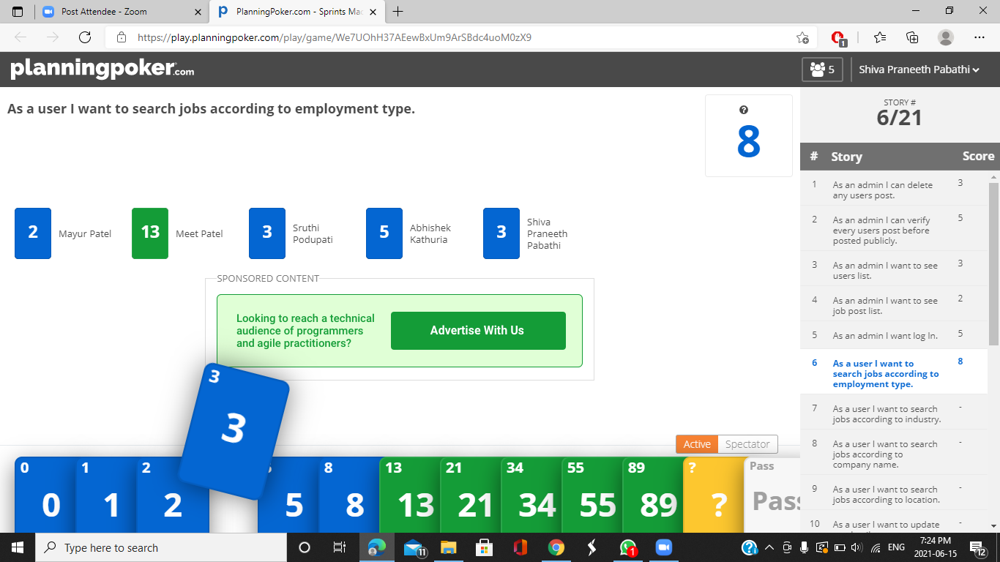 Post Attendee - Zoom
PlanningPoker.com - Sprints Mac
https://play.planningpoker.com/play/game/We7UOhH37AEewBxUm9ArSBdc4uoM0zX9
1
planningpoker.com
5
Shiva Praneeth Pabathi
As a user I want to search jobs according to employment type.
8
STORY #
6/21
# Story Score
1 As an admin I can delete 3
any users post.
2 As an admin I can verify 5
every users post before
posted publicly.
3 As an admin I want to see 3
users list.
4 As an admin I want to see 2
job post list.
5 As an admin I want log In. 5
6 As a user I want to 8
search jobs according to
employment type.
7 As a user I want to search -
jobs according to industry.
8 As a user I want to search -
jobs according to
company name.
9 As a user I want to search -
jobs according to location.
10 As a user I want to update -
2 Mayur Patel
13 Meet Patel
3 Sruthi
Podupati
5 Abhishek
Kathuria
3 Shiva
Praneeth
Pabathi
SPONSORED CONTENT
Looking to reach a technical
audience of programmers
and agile practitioners?
Advertise With Us
Active Spectator
0
0
1
1
2
2
3
3
5
8
8
13
13
21
21
34
34
55
55
89
89
?
?
Pass
Pass
Type here to search
11
1
ENG
7:24 PM
2021-06-15
12